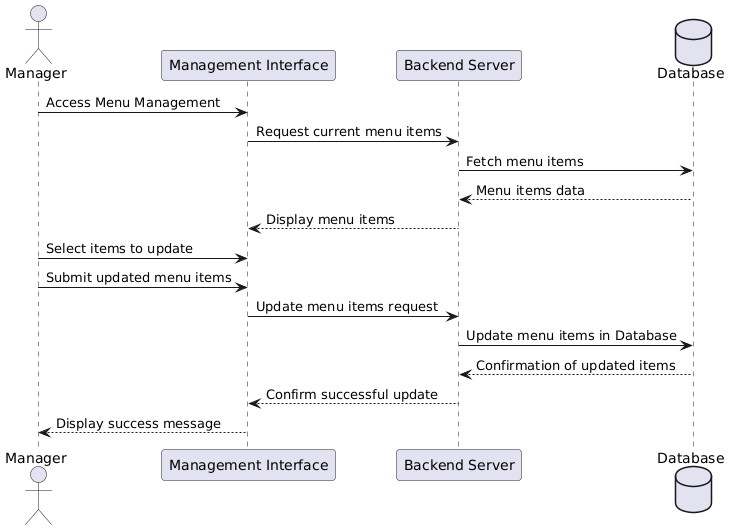 Manager
Management Interface
Backend Server
Database
Access Menu Management
Request current menu items
Fetch menu items
Menu items data
Display menu items
Select items to update
Submit updated menu items
Update menu items request
Update menu items in Database
Confirmation of updated items
Confirm successful update
Display success message
Manager
Management Interface
Backend Server
Database